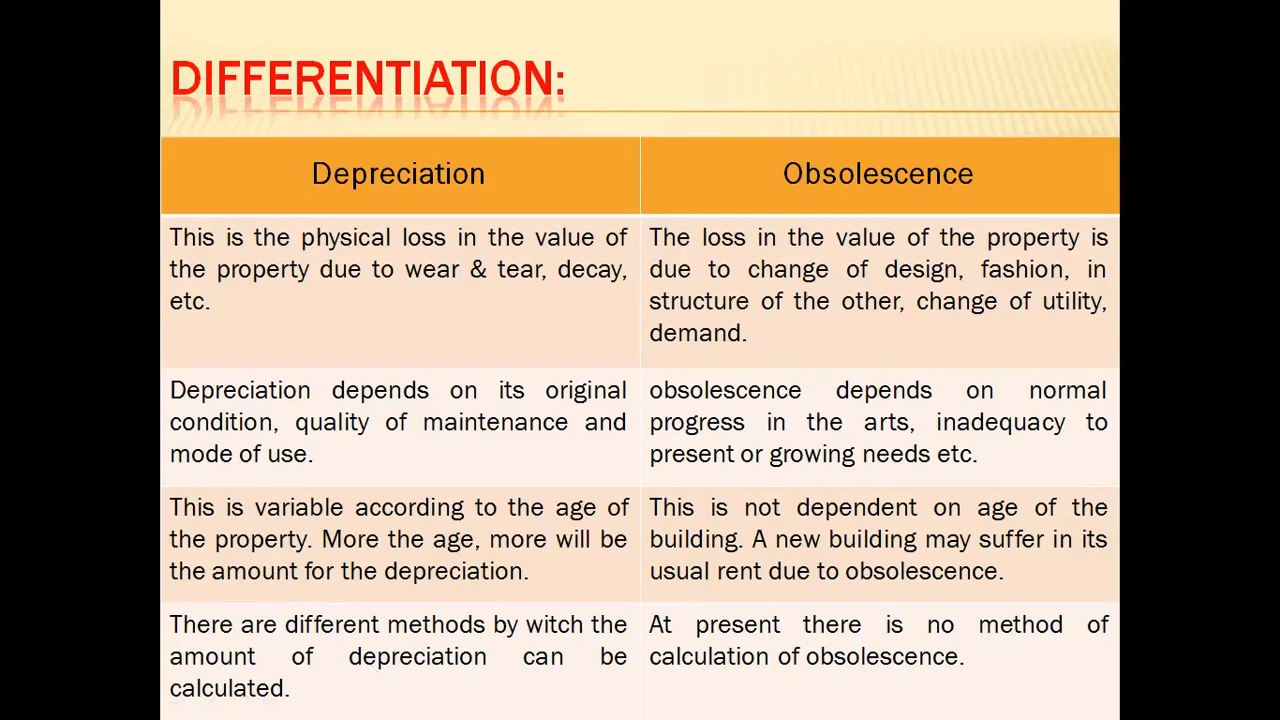 DIFFERENTIATION:
Depreciation
Obsolescence
This is the physical loss in the value of
the property due to wear & tear, decay,
etc.
The loss in the value of the property is
due to change of design, fashion, in
structure of the other, change of utility,
demand.
Depreciation depends on its original
condition, quality of maintenance and
mode of use.
obsolescence depends on normal
progress in the arts, inadequacy to
present or growing needs etc.
This is variable according to the age of
the property. More the age, more will be
the amount for the depreciation.
This is not dependent on age of the
building. A new building may suffer in its
usual rent due to obsolescence.
There are different methods by witch the
amount of depreciation can be
calculated.
At present there is no method of
calculation of obsolescence.